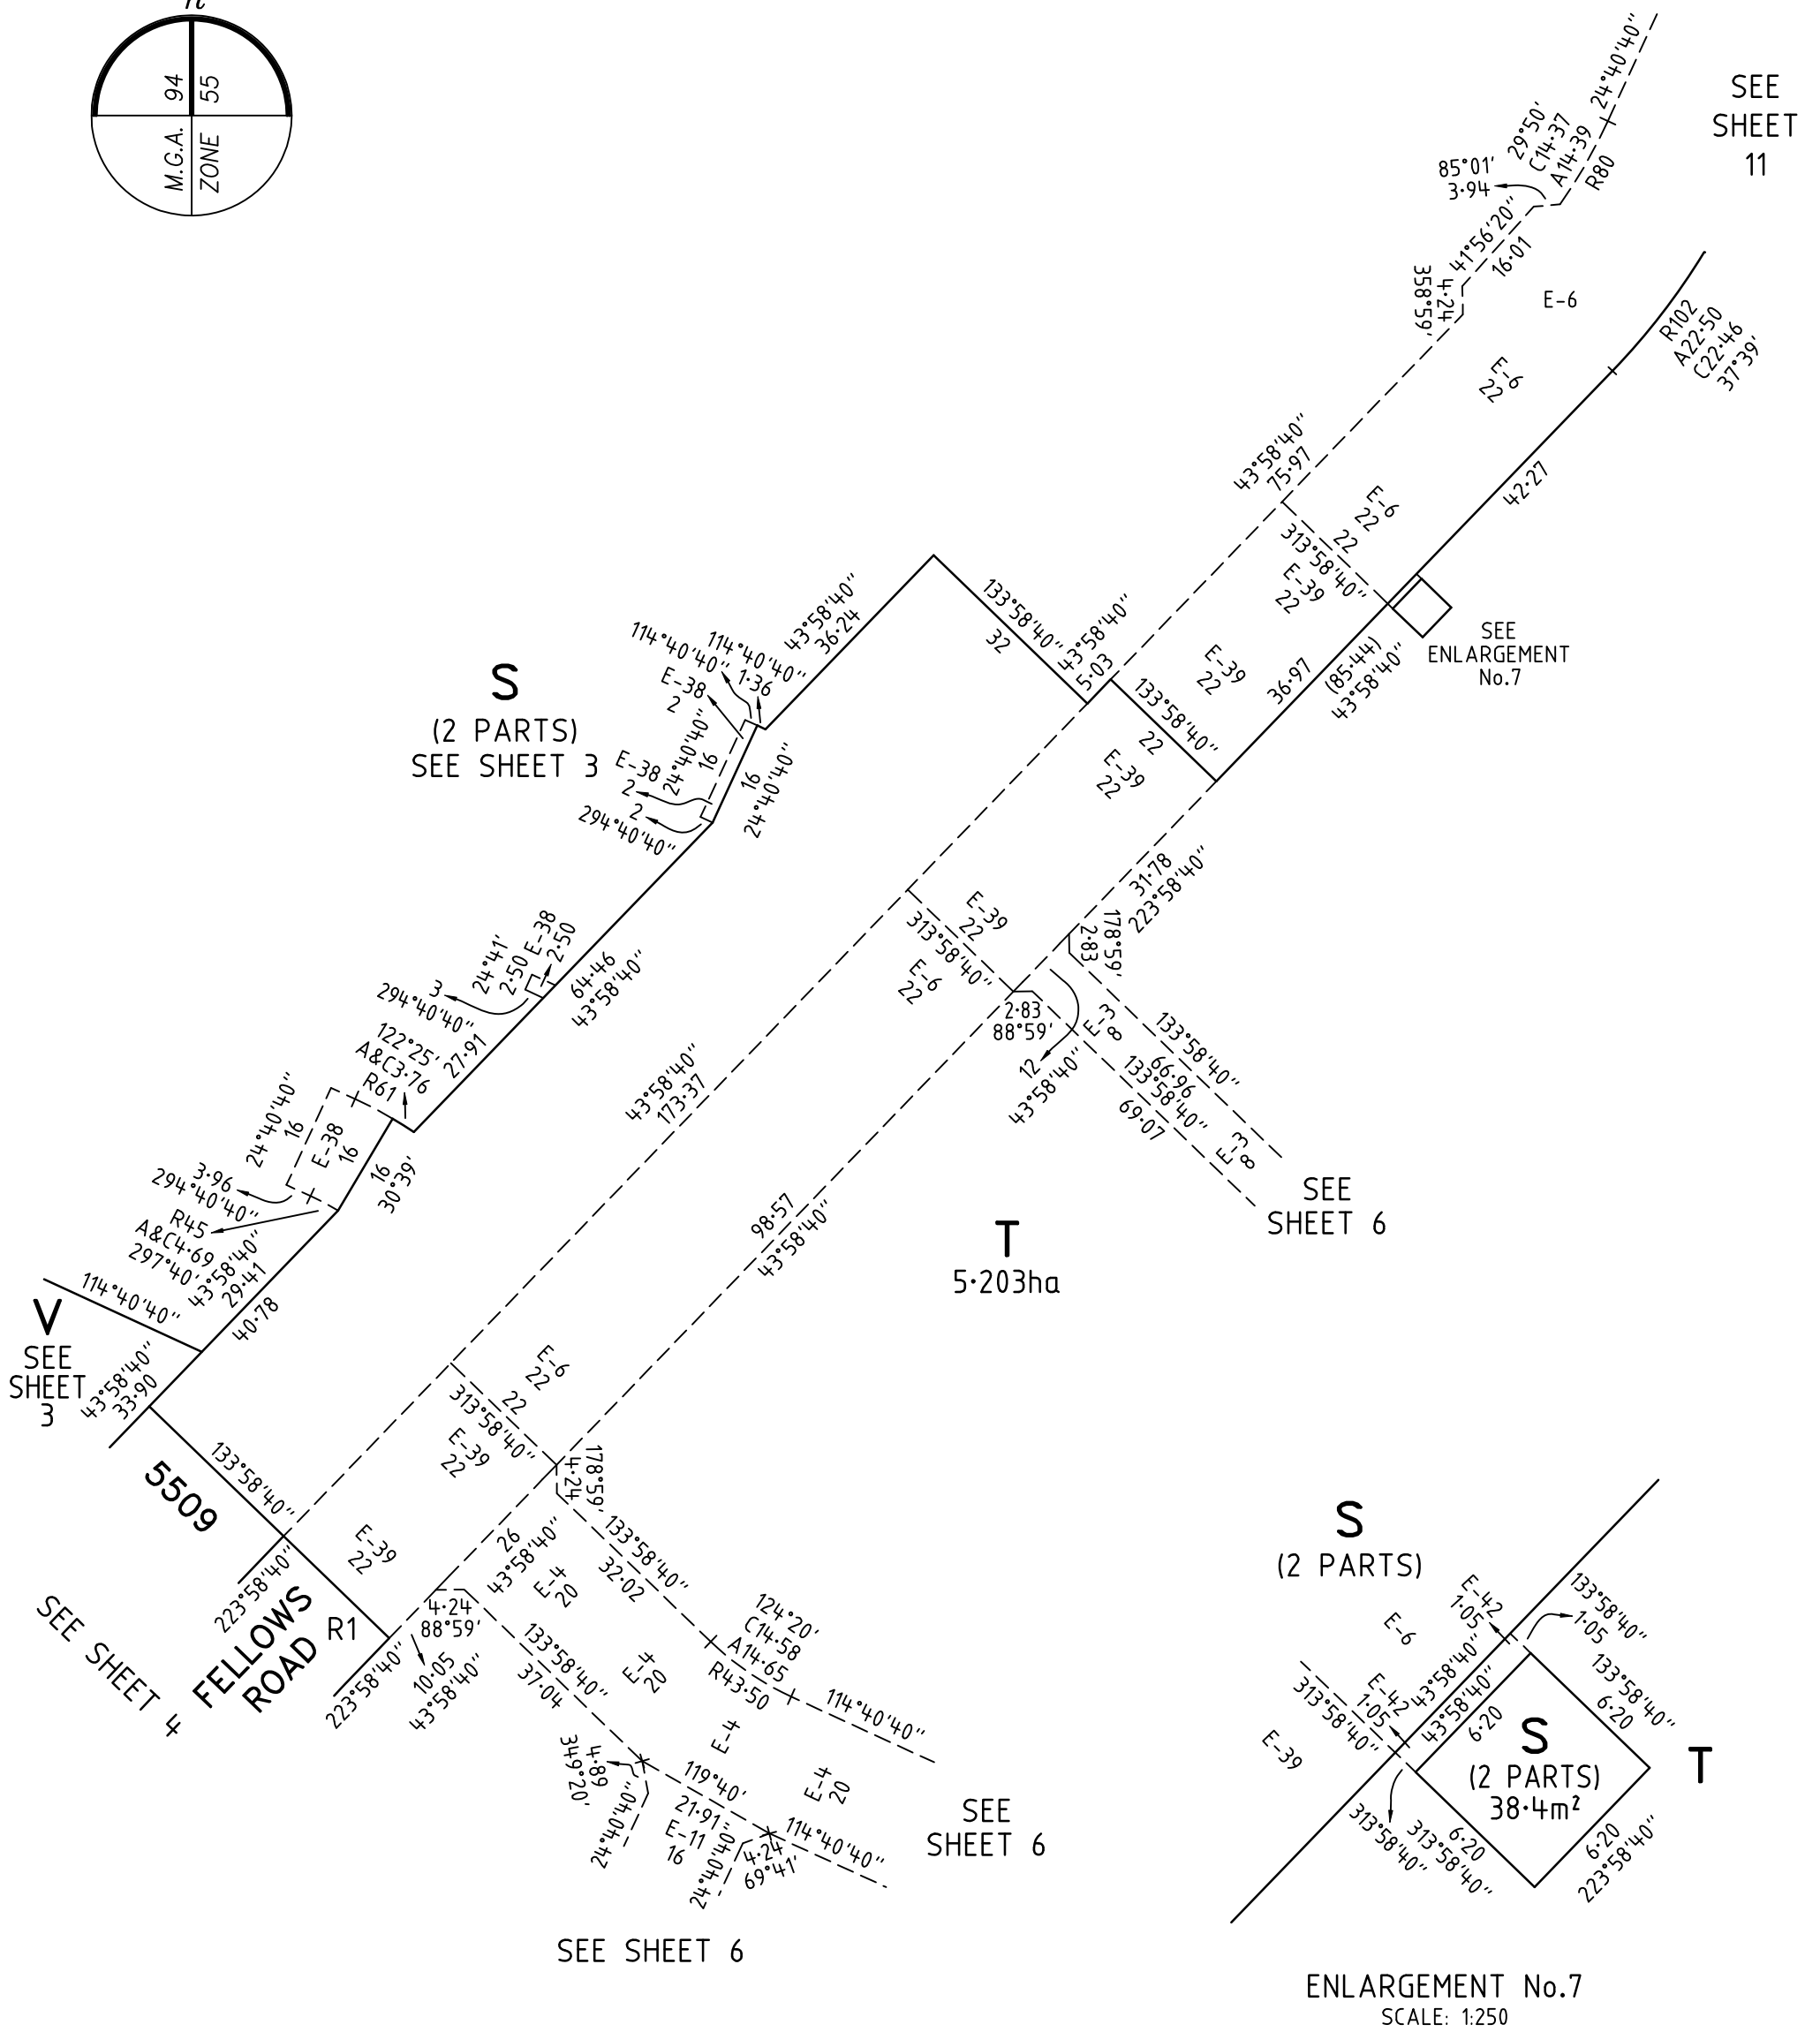 n
M.G.A. 94
ZONE 55
SEE
SHEET
11
24°40'40"
29°50'
C14·37
A14·39
R80
85°01'
3·94
41°56'20"
16·01
358°59'
4·24
E-6
R102
A22·50
C22·46
37°39'
E-6
22
43°58'40"
75·97
42·27
E-6
22
22
313°58'40"
E-39
22
SEE
ENLARGEMENT
No.7
36·97
(85·44)
43°58'40"
E-39
22
133°58'40"
32
43°58'40"
5·03
133°58'40"
22
E-39
22
43°58'40"
36·24
114°40'40"
1·36
114°40'40"
E-38
2
S
(2 PARTS)
SEE SHEET 3
24°40'40"
16
16
24°40'40"
E-38
2
2
294°40'40"
31·78
223°58'40"
178°59'
2·83
E-39
22
313°58'40"
E-6
22
2·83
88°59'
12
43°58'40"
E-3
8
133°58'40"
66·96
133°58'40"
69·07
E-3
8
SEE
SHEET 6
E-38
2·50
24°41'
2·50
3
294°40'40"
64·46
43°58'40"
122°25'
A&C3·76
R61
27·91
24°40'40"
16
E-38
16
16
30°39'
3·96
294°40'40"
R45
A&C4·69
297°40'
43°58'40"
29·41
40·78
114°40'40"
V
SEE
SHEET
3
43°58'40"
33·90
43°58'40"
173·37
98·57
43°58'40"
T
5·203ha
133°58'40"
5509
E-6
22
22
313°58'40"
E-39
22
178°59'
4·24
E-39
22
223°58'40"
FELLOWS
ROAD
R1
SEE SHEET 4
223°58'40"
26
43°58'40"
4·24
88°59'
10·05
43°58'40"
E-4
20
133°58'40"
32·02
133°58'40"
37·04
E-4
20
124°20'
C14·58
A14·65
R43·50
114°40'40"
E-4
4·89
349°20'
24°40'40"
119°40'
21·91
E-11
16
E-4
20
24°40'40"
4·24
69°41'
114°40'40"
SEE
SHEET 6
SEE SHEET 6
S
(2 PARTS)
E-42
1·05
133°58'40"
1·05
E-6
43°58'40"
43°58'40"
6·20
133°58'40"
6·20
E-42
1·05
313°58'40"
E-39
S
(2 PARTS)
38·4m²
T
313°58'40"
6·20
313°58'40"
6·20
223°58'40"
ENLARGEMENT No.7
SCALE: 1:250